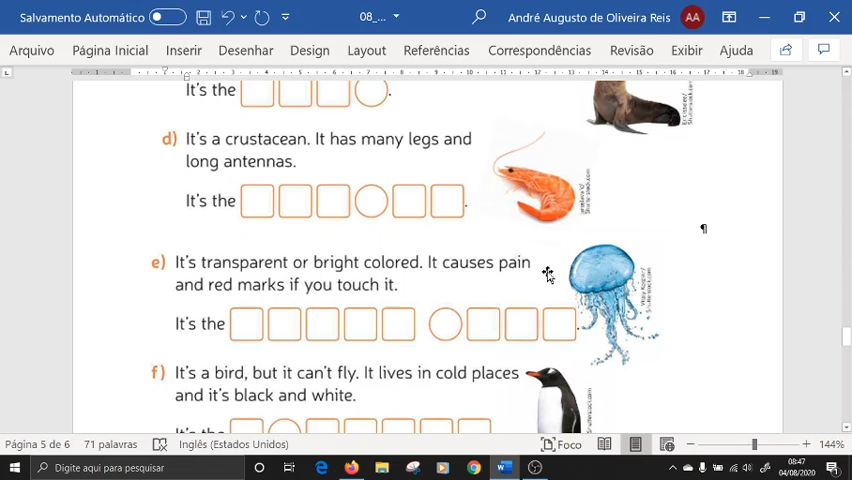 Salvamento Automático
08_...
André Augusto de Oliveira Reis
AA
Arquivo
Página Inicial
Inserir
Desenhar
Design
Layout
Referências
Correspondências
Revisão
Exibir
Ajuda
It's the
.
d) It's a crustacean. It has many legs and
long antennas.
It's the
.
¶
e) It's transparent or bright colored. It causes pain
and red marks if you touch it.
It's the
.
f) It's a bird, but it can't fly. It lives in cold places
and it's black and white.
It's the
Página 5 de 6
71 palavras
Inglês (Estados Unidos)
Foco
144%
Digite aqui para pesquisar
08:47
04/08/2020